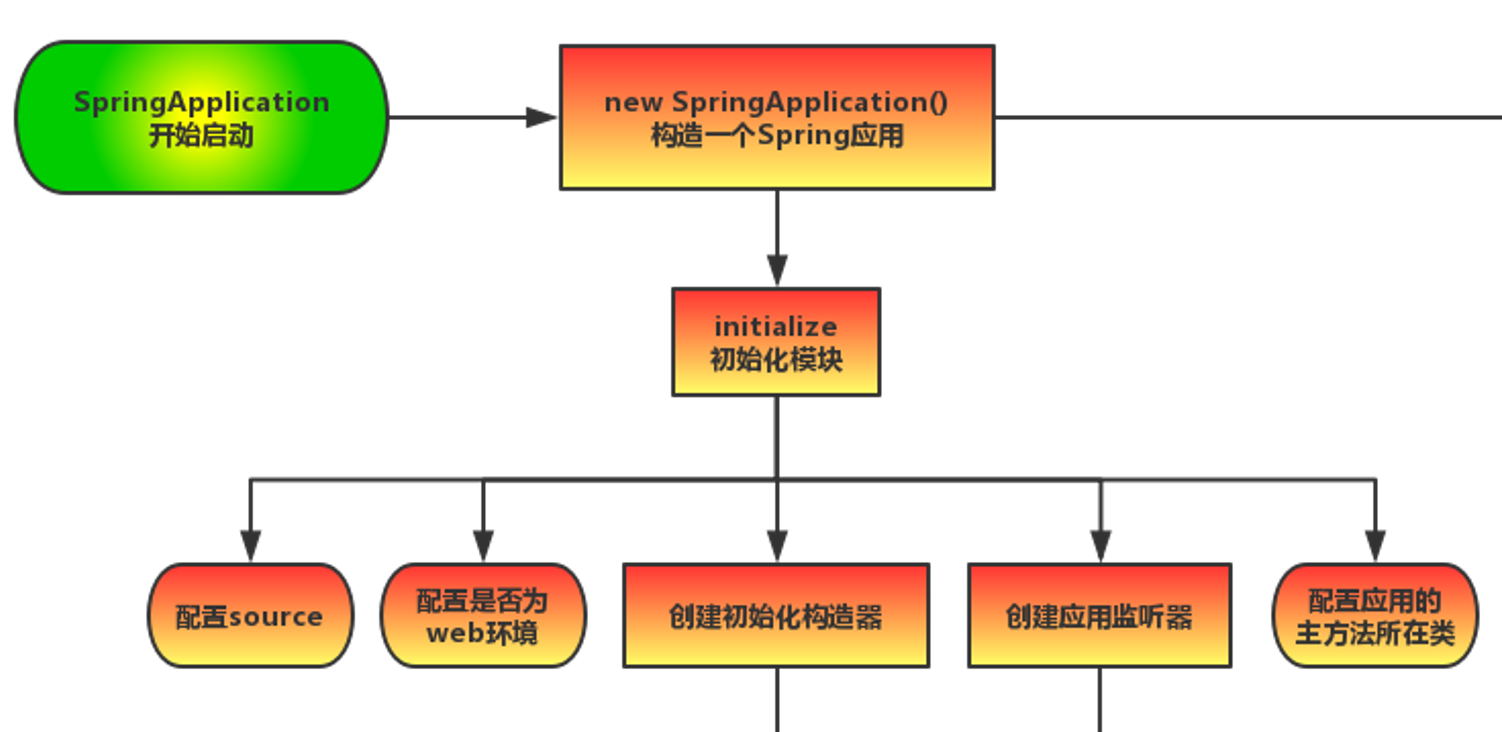 SpringApplication
开始启动
new SpringApplication()
构造一个Spring应用
initialize
初始化模块
配置source
配置是否为
web环境
创建初始化构造器
创建应用监听器
配置应用的
主方法所在类